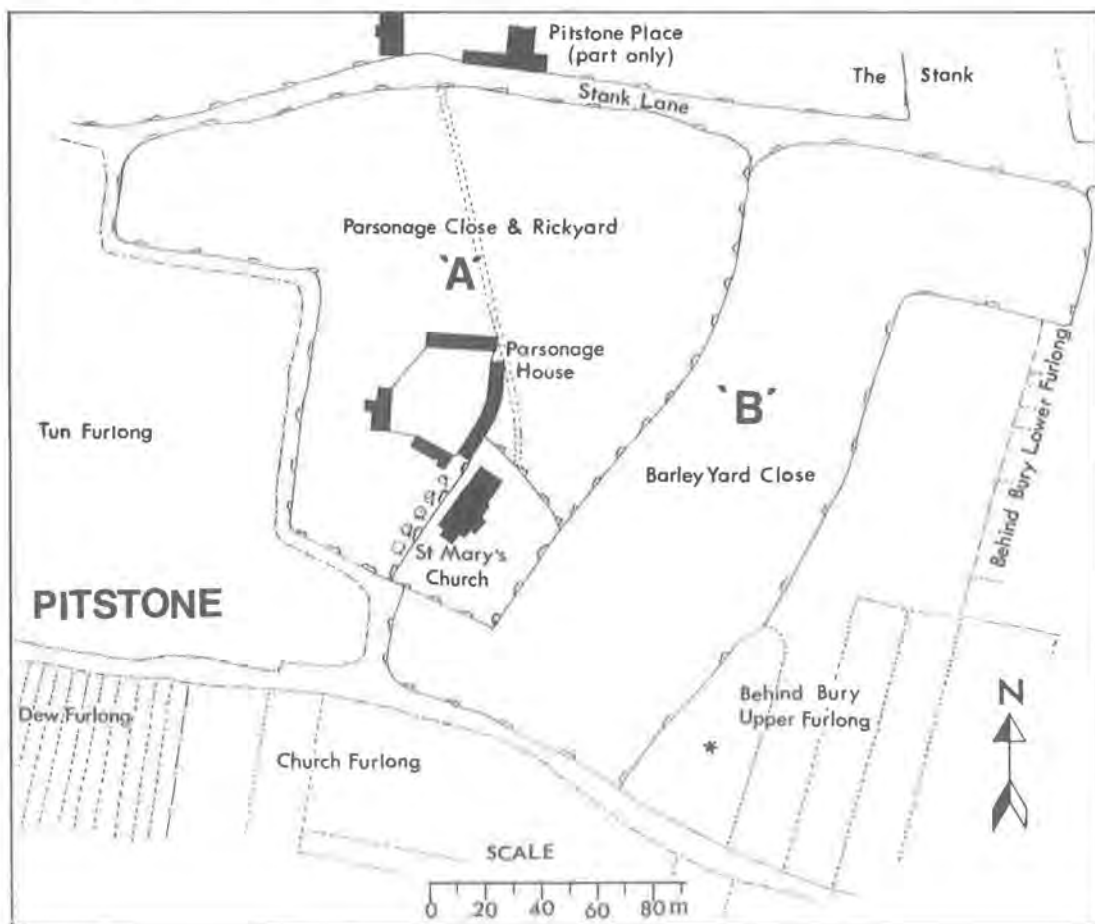 Pitstone Place
(part only)
The Stank
Stank Lane
Parsonage Close & Rickyard
'A'
Parsonage
House
'B'
Tun Furlong
Barley Yard Close
Behind Bury Lower Furlong
St Mary's
Church
PITSTONE
Behind Bury
Upper Furlong
*
N
Dew Furlong
Church Furlong
SCALE
0 20 40 60 80 m